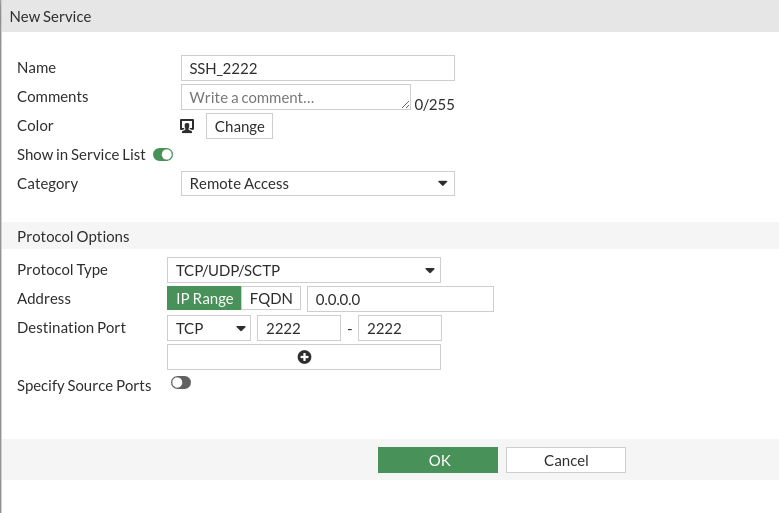 New Service
Name SSH_2222
Comments Write a comment... 0/255
Color Change
Show in Service List
Category Remote Access
Protocol Options
Protocol Type TCP/UDP/SCTP
Address IP Range FQDN 0.0.0.0
Destination Port TCP 2222 - 2222
Specify Source Ports
OK Cancel